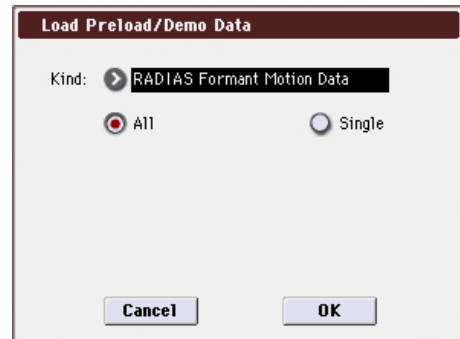 Load Preload/Demo Data
Kind: RADIAS Formant Motion Data
All Single
Cancel OK